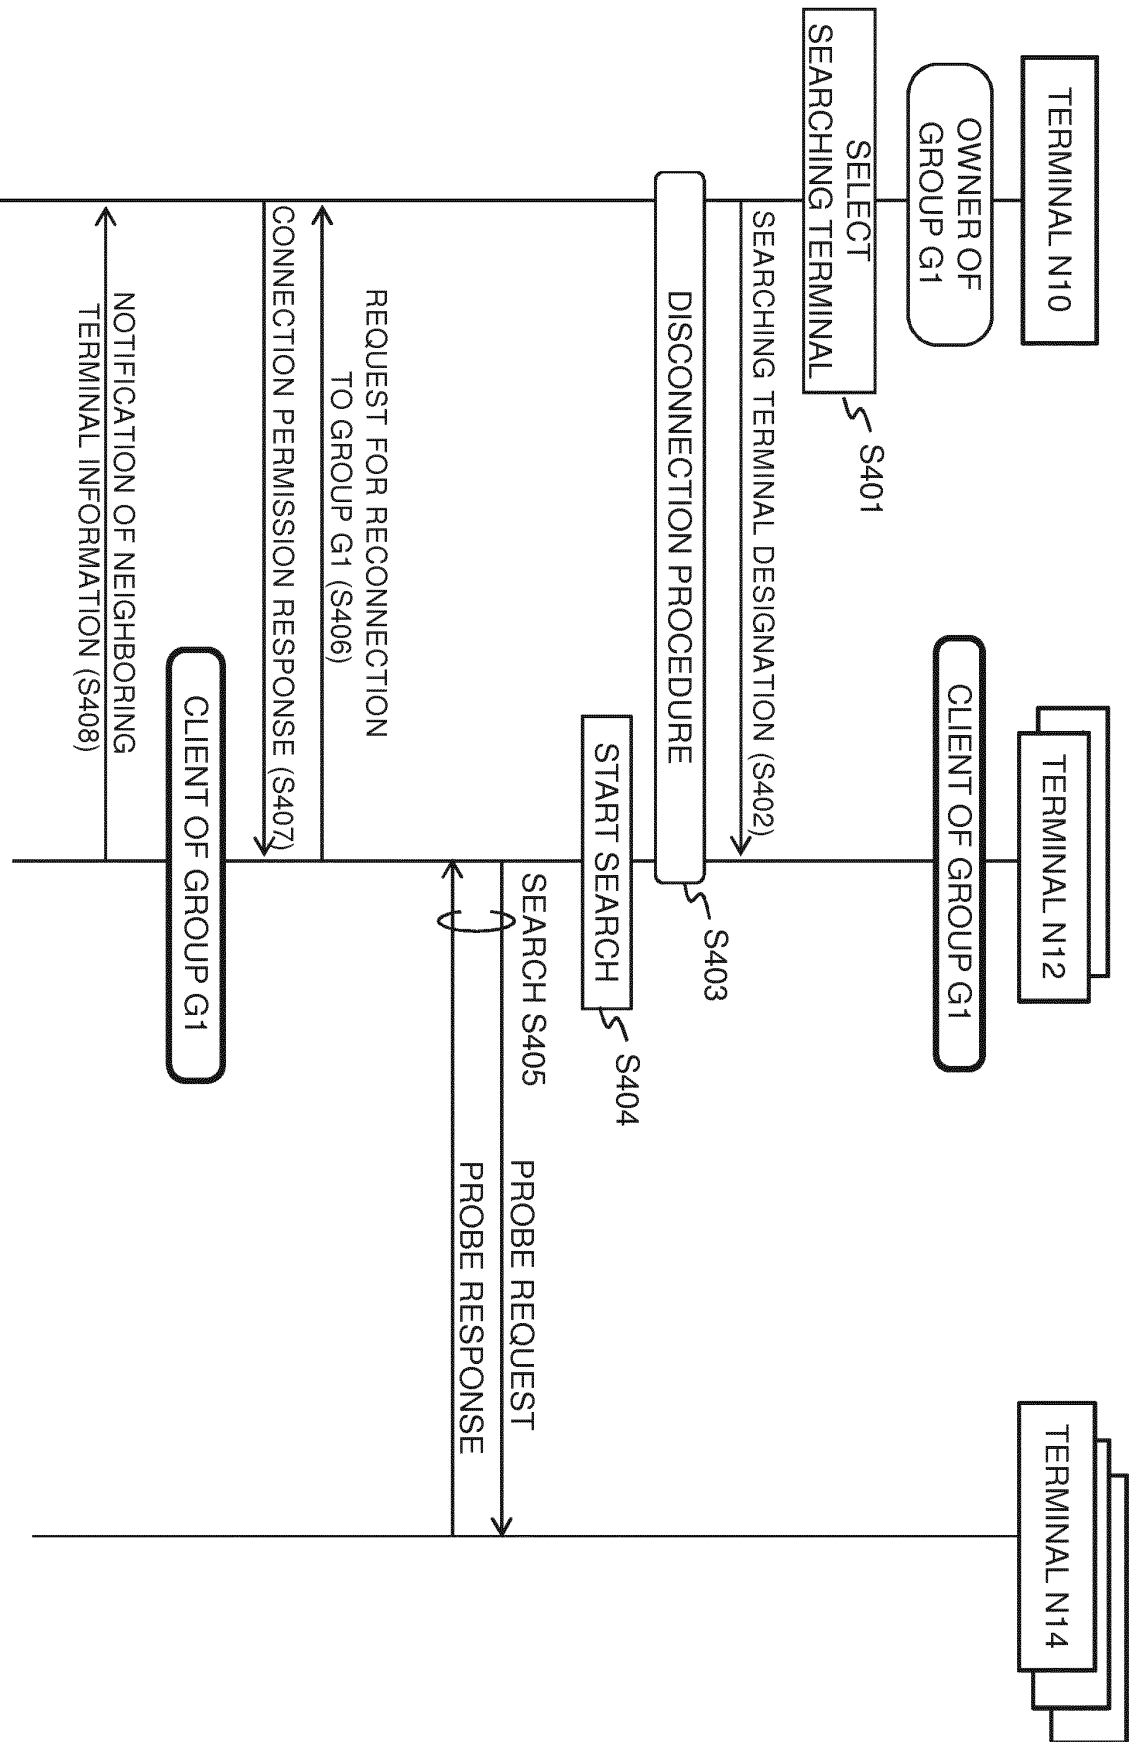 TERMINAL N10
TERMINAL N12
TERMINAL N14
OWNER OF
GROUP G1
CLIENT OF GROUP G1
SELECT
SEARCHING TERMINAL
S401
SEARCHING TERMINAL DESIGNATION (S402)
DISCONNECTION PROCEDURE
S403
START SEARCH
S404
SEARCH S405
PROBE REQUEST
PROBE RESPONSE
REQUEST FOR RECONNECTION
TO GROUP G1 (S406)
CONNECTION PERMISSION RESPONSE (S407)
CLIENT OF GROUP G1
NOTIFICATION OF NEIGHBORING
TERMINAL INFORMATION (S408)